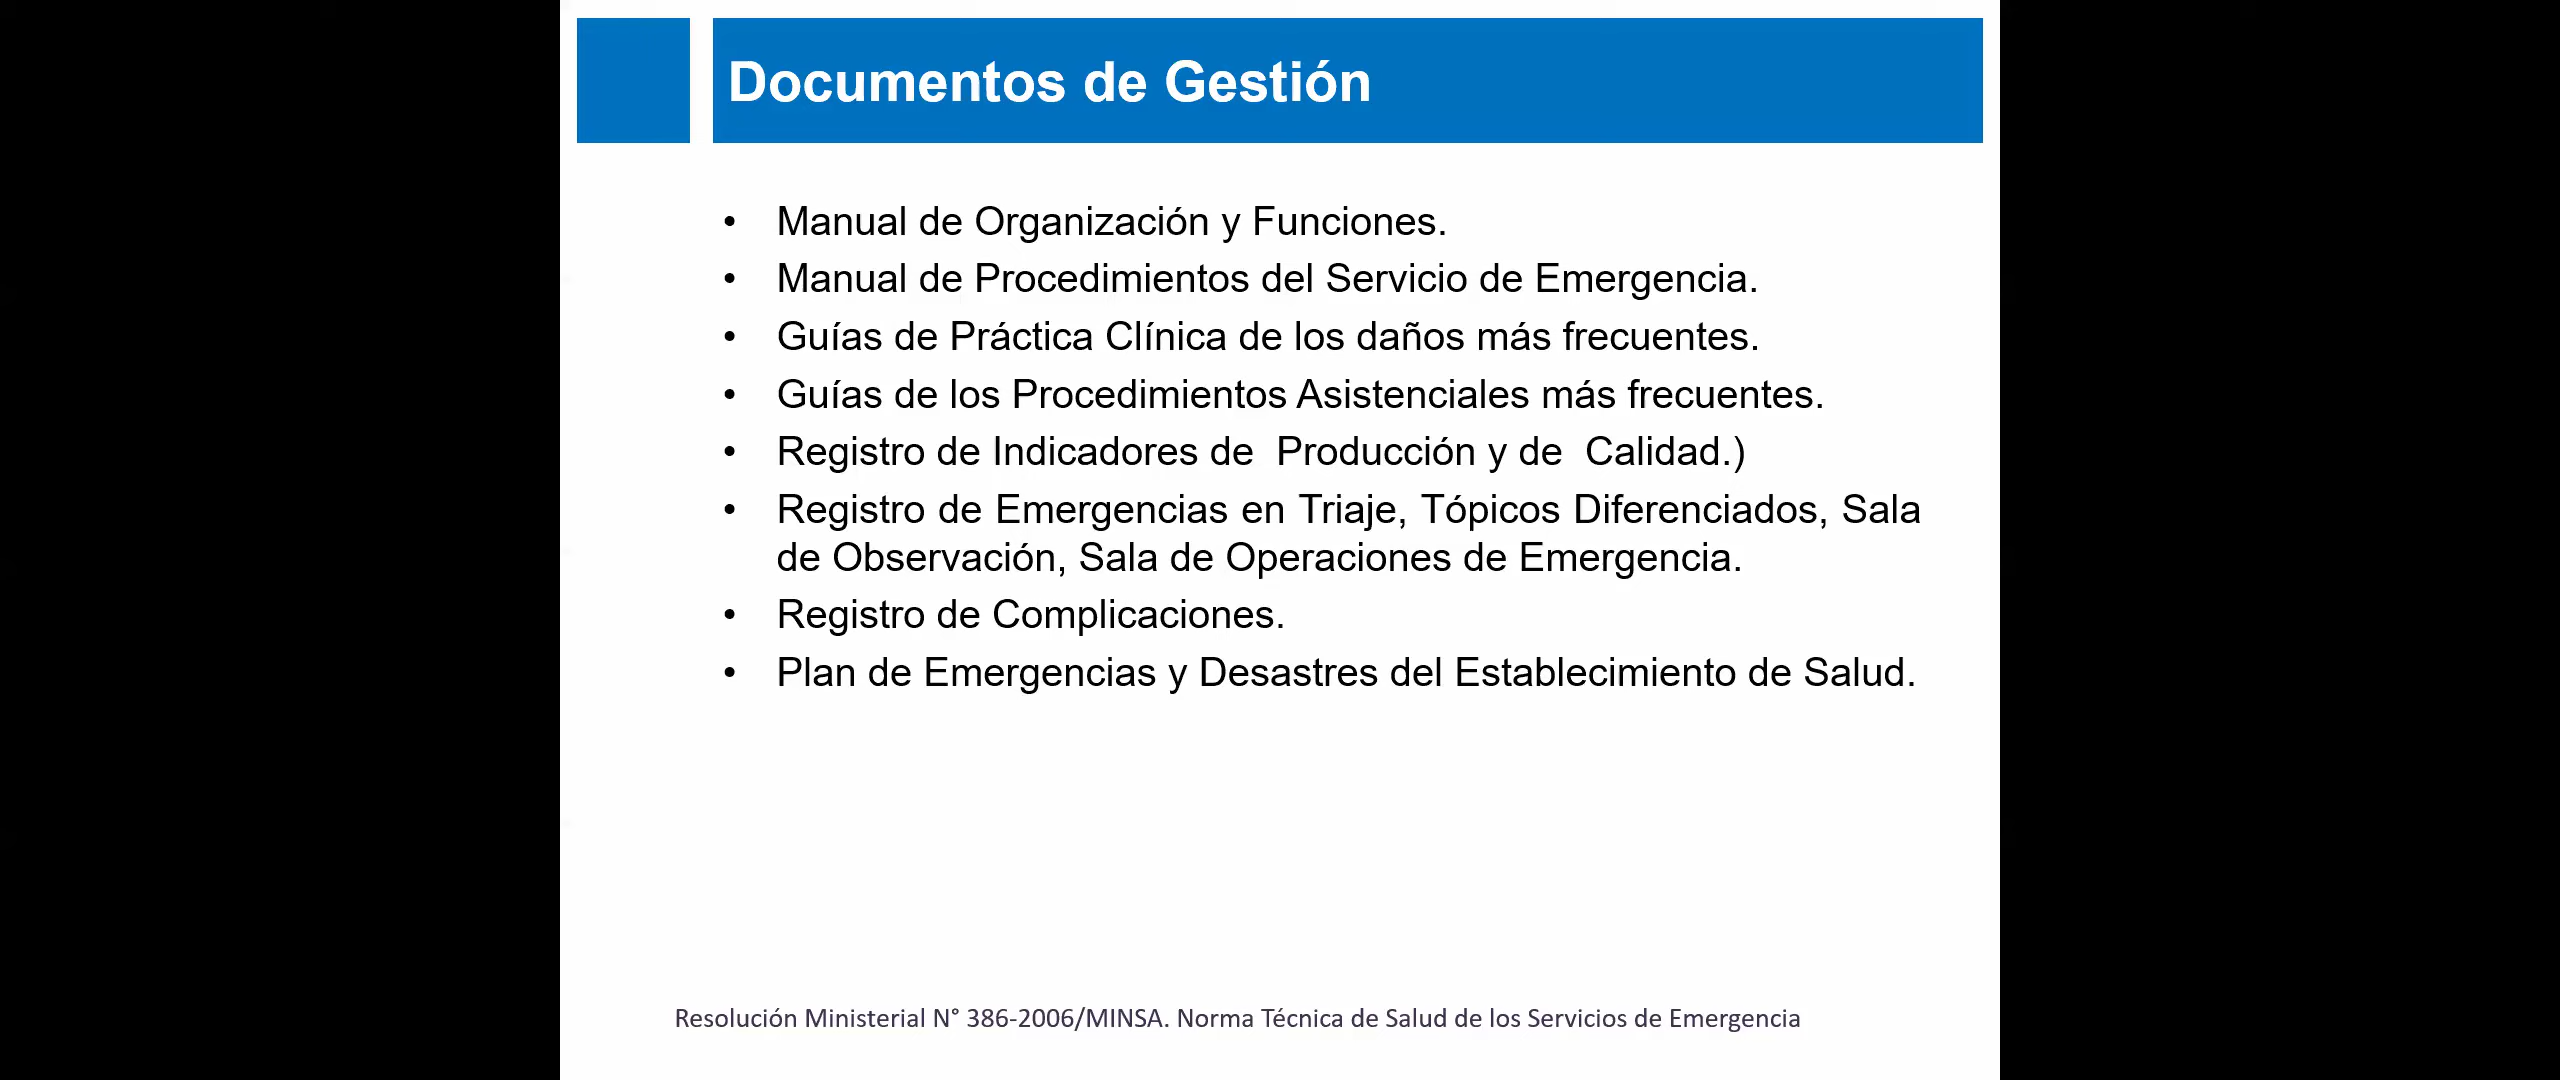 Documentos de Gestión
• Manual de Organización y Funciones.
• Manual de Procedimientos del Servicio de Emergencia.
• Guías de Práctica Clínica de los daños más frecuentes.
• Guías de los Procedimientos Asistenciales más frecuentes.
• Registro de Indicadores de  Producción y de  Calidad.)
• Registro de Emergencias en Triaje, Tópicos Diferenciados, Sala
de Observación, Sala de Operaciones de Emergencia.
• Registro de Complicaciones.
• Plan de Emergencias y Desastres del Establecimiento de Salud.
Resolución Ministerial N° 386-2006/MINSA. Norma Técnica de Salud de los Servicios de Emergencia